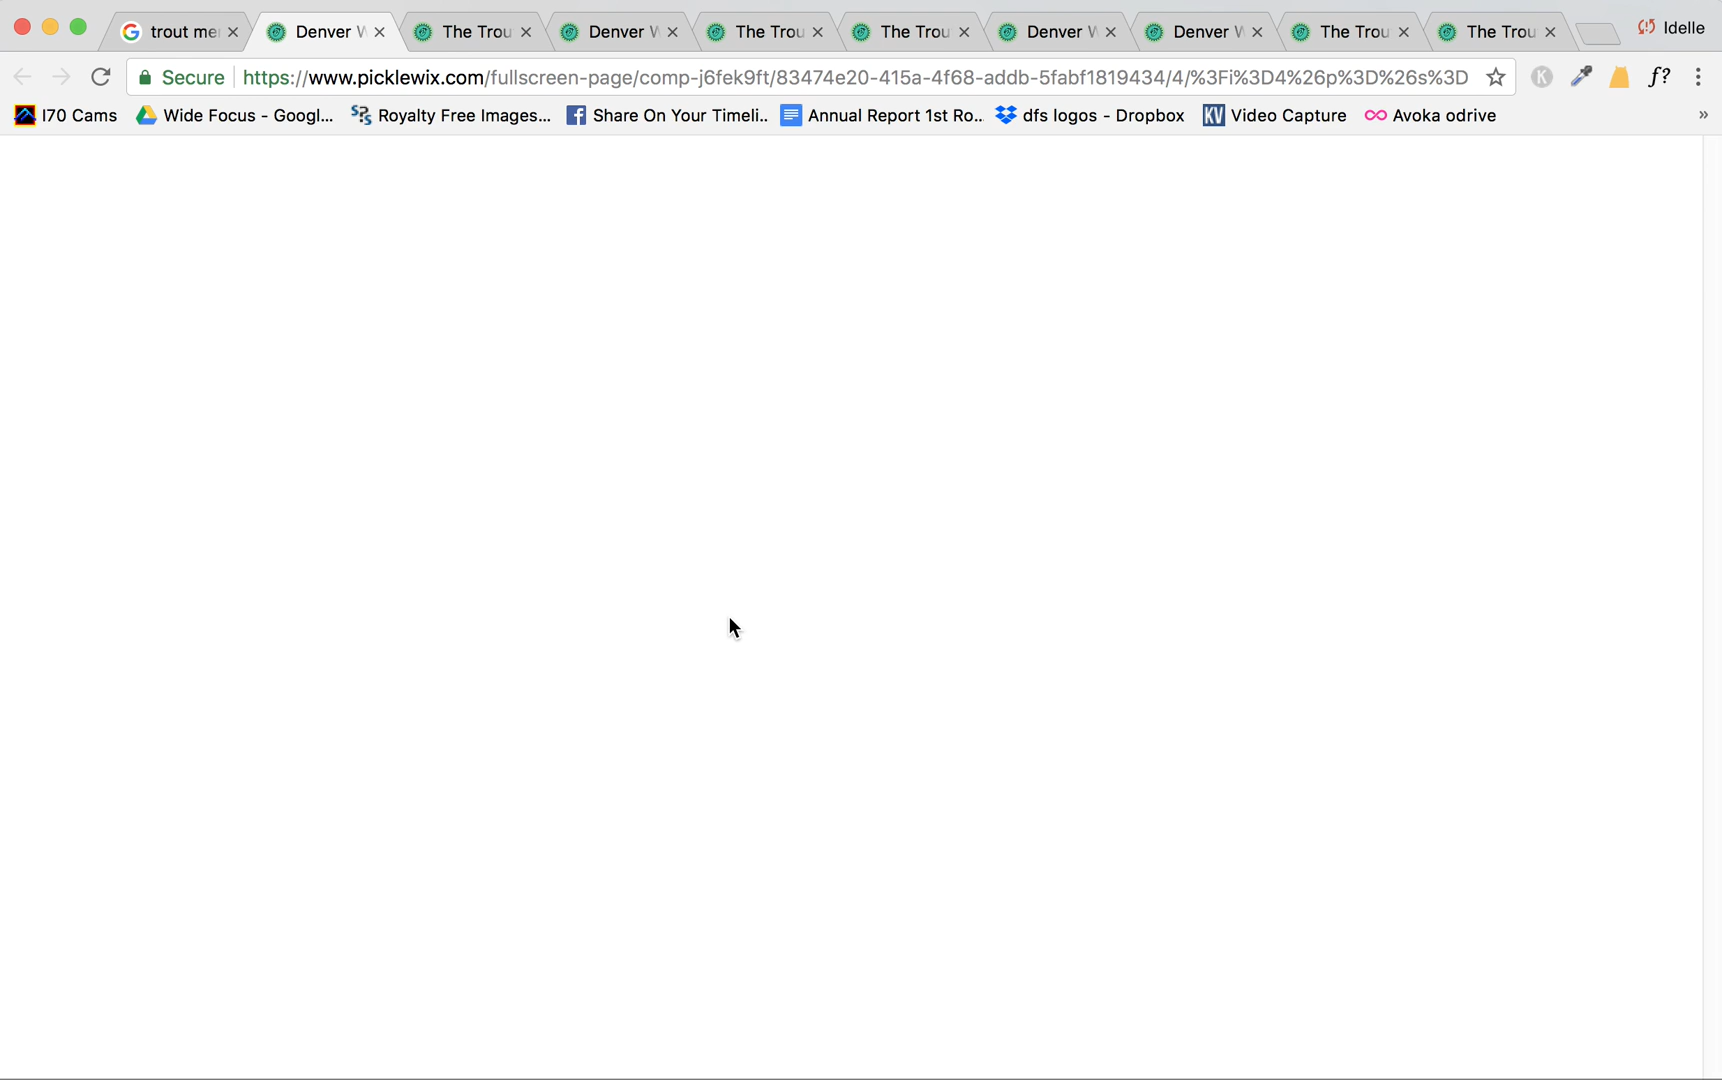 trout me Denver W The Trou Denver W The Trou The Trou Denver W Denver W The Trou The Trou Idelle
Secure https://www.picklewix.com/fullscreen-page/comp-j6fek9ft/83474e20-415a-4f68-addb-5fabf1819434/4/%3Fi%3D4%26p%3D%26s%3D K f?
I70 Cams Wide Focus - Googl... Royalty Free Images... Share On Your Timeli.. Annual Report 1st Ro... dfs logos - Dropbox KV Video Capture Avoka odrive »